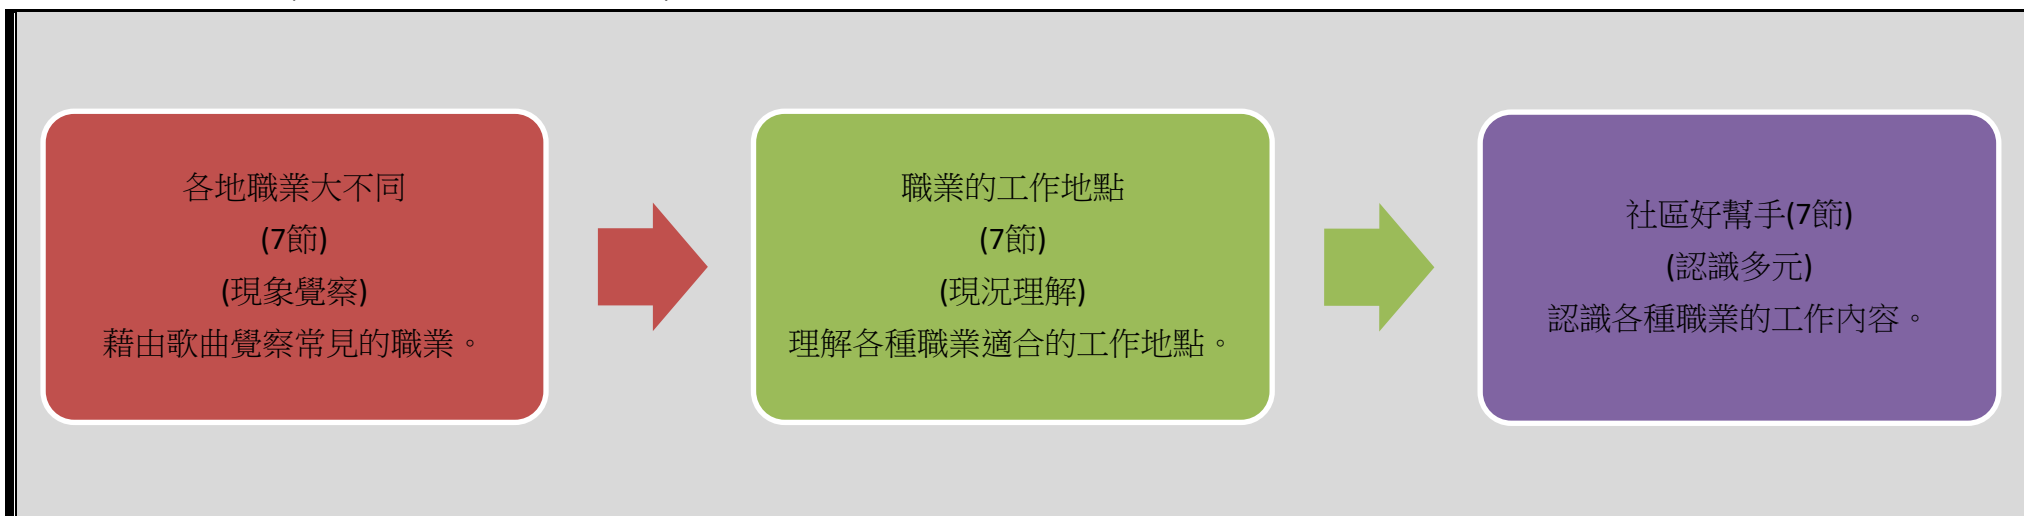 各地職業大不同
(7節)
(現象覺察)
藉由歌曲覺察常見的職業。
職業的工作地點
(7節)
(現況理解)
理解各種職業適合的工作地點。
社區好幫手(7節)
(認識多元)
認識各種職業的工作內容。